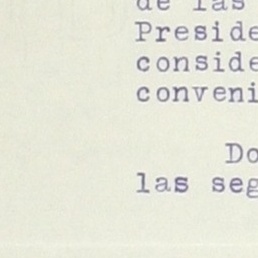 de las
Preside
conside
conveni
Do
las seg